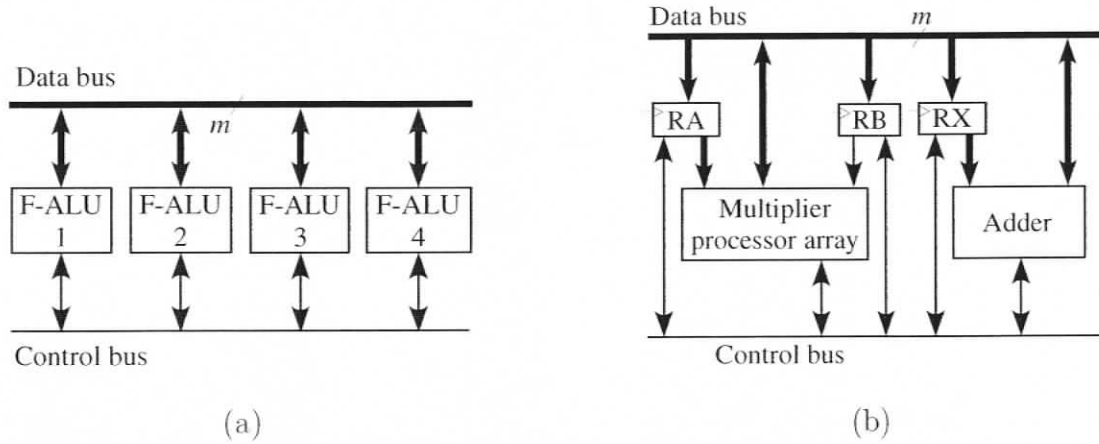 Data bus
m
F-ALU
1
F-ALU
2
F-ALU
3
F-ALU
4
Control bus
(a)
Data bus
m
RA
RB
RX
Multiplier
processor array
Adder
Control bus
(b)